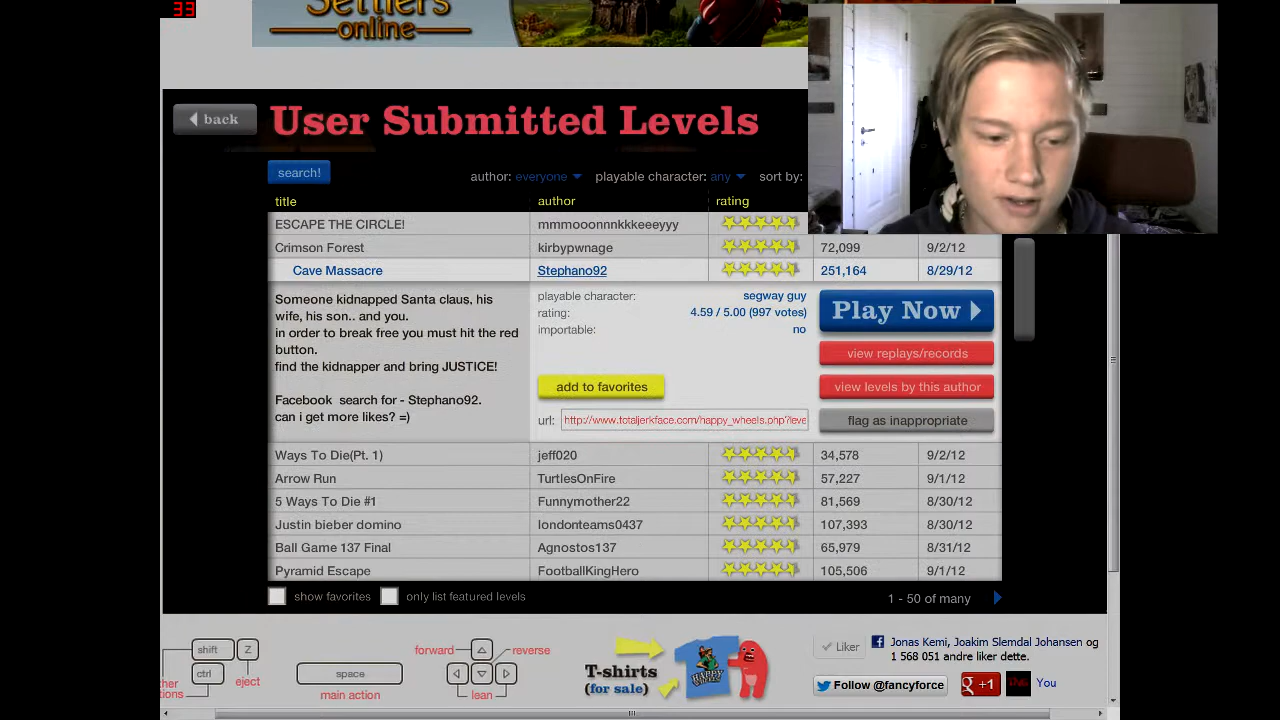 33
Settlers
online
back
User Submitted Levels
search!
author: everyone playable character: any sort by:
title author rating
ESCAPE THE CIRCLE! mmmooonnnkkkeeeyyy
Crimson Forest kirbypwnage 72,099 9/2/12
Cave Massacre Stephano92 251,164 8/29/12
Someone kidnapped Santa claus, his
wife, his son.. and you.
in order to break free you must hit the red
button.
find the kidnapper and bring JUSTICE!
Facebook search for - Stephano92.
can i get more likes? =)
playable character: segway guy
rating: 4.59 / 5.00 (997 votes)
importable: no
add to favorites
url: http://www.totaljerkface.com/happy_wheels.php?leve
Play Now
view replays/records
view levels by this author
flag as inappropriate
Ways To Die(Pt. 1) jeff020 34,578 9/2/12
Arrow Run TurtlesOnFire 57,227 9/1/12
5 Ways To Die #1 Funnymother22 81,569 8/30/12
Justin bieber domino londonteams0437 107,393 8/30/12
Ball Game 137 Final Agnostos137 65,979 8/31/12
Pyramid Escape FootballKingHero 105,506 9/1/12
show favorites only list featured levels 1 - 50 of many
shift Z
ctrl
eject
space
main action
forward reverse
lean
T-shirts
(for sale)
HAPPY
WHEELS
Liker
Jonas Kemi, Joakim Slemdal Johansen og
1 568 051 andre liker dette.
Follow @fancyforce
g +1
You